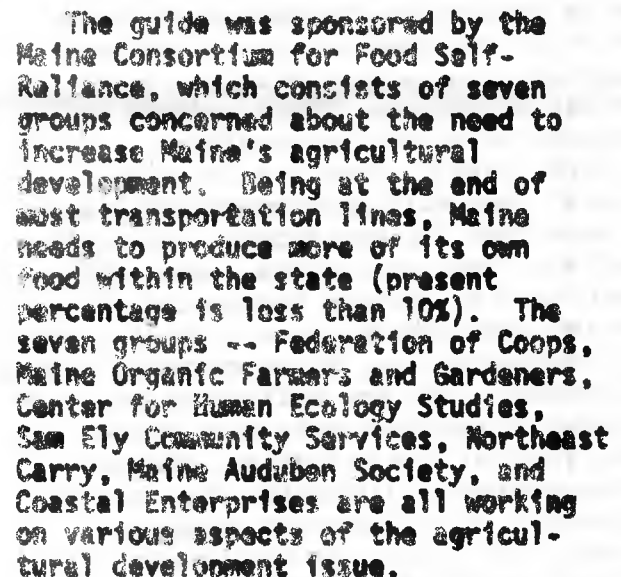 The guide was sponsored by the
Maine Consortium for Food Self-
Reliance, which consists of seven
groups concerned about the need to
increase Maine's agricultural
development. Being at the end of
most transportation lines, Maine
needs to produce more of its own
food within the state (present
percentage is less than 10%). The
seven groups -- Federation of Coops,
Maine Organic Farmers and Gardeners,
Center for Human Ecology Studies,
Sam Ely Community Services, Northeast
Carry, Maine Audubon Society, and
Coastal Enterprises are all working
on various aspects of the agricul-
tural development issue.